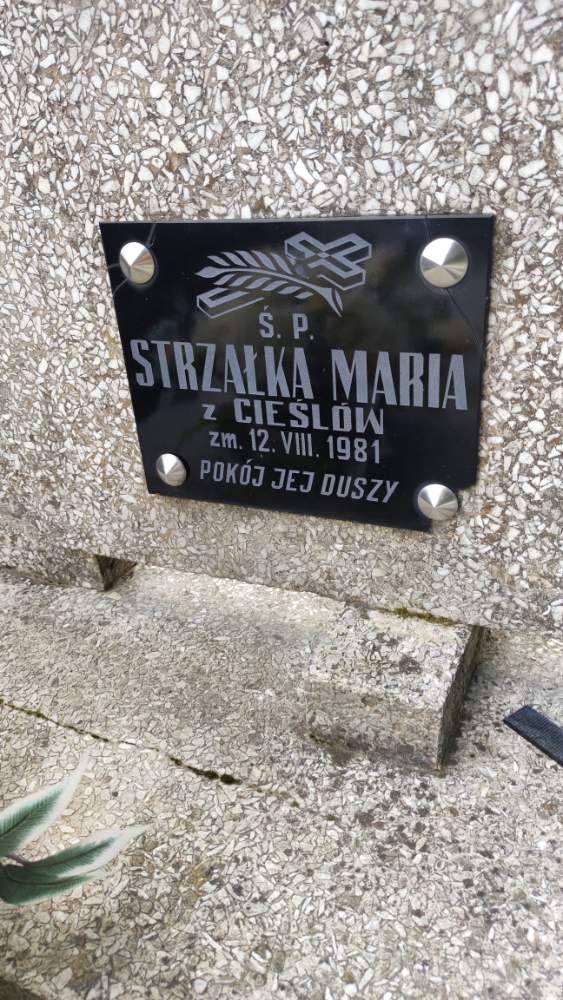 Ś. P.
STRZAŁKA MARIA
z CIEŚLÓW
zm. 12. VIII. 1981
POKÓJ JEJ DUSZY